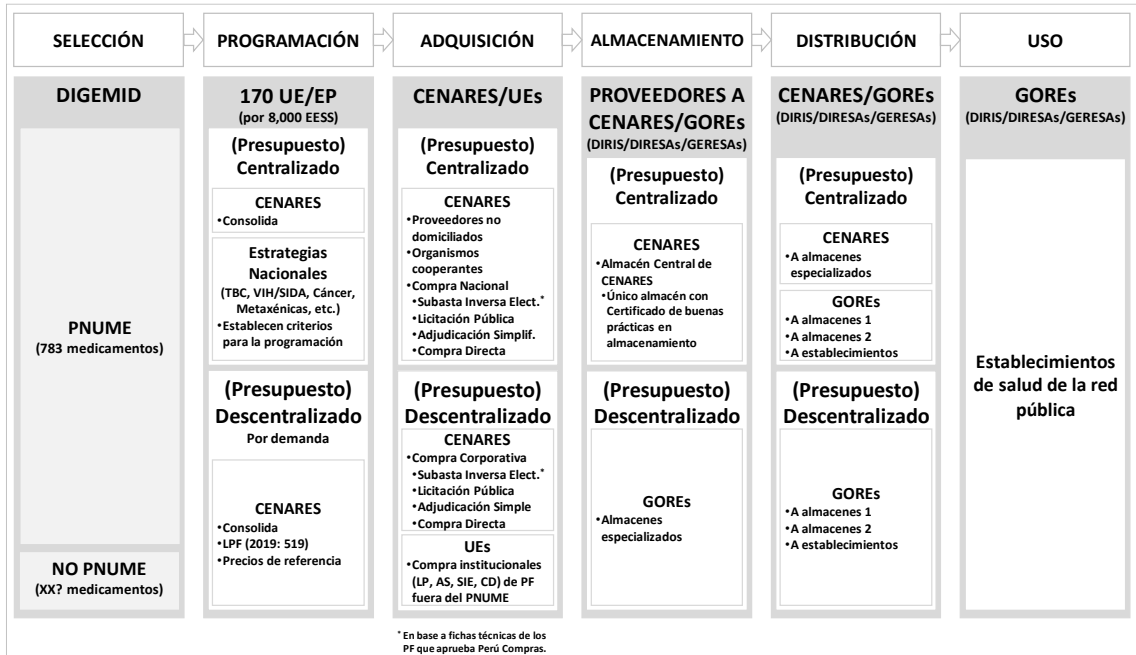 SELECCIÓN
PROGRAMACIÓN
ADQUISICIÓN
ALMACENAMIENTO
DISTRIBUCIÓN
USO
DIGEMID
PNUME
(783 medicamentos)
NO PNUME
(XX? medicamentos)
170 UE/EP
(por 8,000 EESS)
(Presupuesto)
Centralizado
CENARES
•Consolida
Estrategias
Nacionales
(TBC, VIH/SIDA, Cáncer,
Metaxénicas, etc.)
•Establecen criterios
para la programación
(Presupuesto)
Descentralizado
Por demanda
CENARES
•Consolida
•LPF (2019: 519)
•Precios de referencia
CENARES/UEs
(Presupuesto)
Centralizado
CENARES
•Proveedores no
domiciliados
•Organismos
cooperantes
•Compra Nacional
•Subasta Inversa Elect.*
•Licitación Pública
•Adjudicación Simplif.
•Compra Directa
(Presupuesto)
Descentralizado
CENARES
•Compra Corporativa
•Subasta Inversa Elect.*
•Licitación Pública
•Adjudicación Simple
•Compra Directa
UEs
•Compra institucionales
(LP, AS, SIE, CD) de PF
fuera del PNUME
* En base a fichas técnicas de los
PF que aprueba Perú Compras.
PROVEEDORES A
CENARES/GOREs
(DIRIS/DIRESAs/GERESAs)
(Presupuesto)
Centralizado
CENARES
•Almacén Central de
CENARES
•Único almacén con
Certificado de buenas
prácticas en
almacenamiento
(Presupuesto)
Descentralizado
GOREs
•Almacenes
especializados
CENARES/GOREs
(DIRIS/DIRESAs/GERESAs)
(Presupuesto)
Centralizado
CENARES
•A almacenes
especializados
GOREs
•A almacenes 1
•A almacenes 2
•A establecimientos
(Presupuesto)
Descentralizado
GOREs
•A almacenes 1
•A almacenes 2
•A establecimientos
GOREs
(DIRIS/DIRESAs/GERESAs)
Establecimientos
de salud de la red
pública